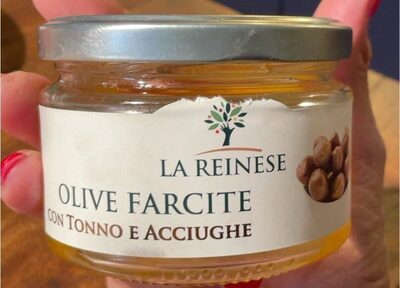 LA REINESE
OLIVE FARCITE
CON TONNO E ACCIUGHE